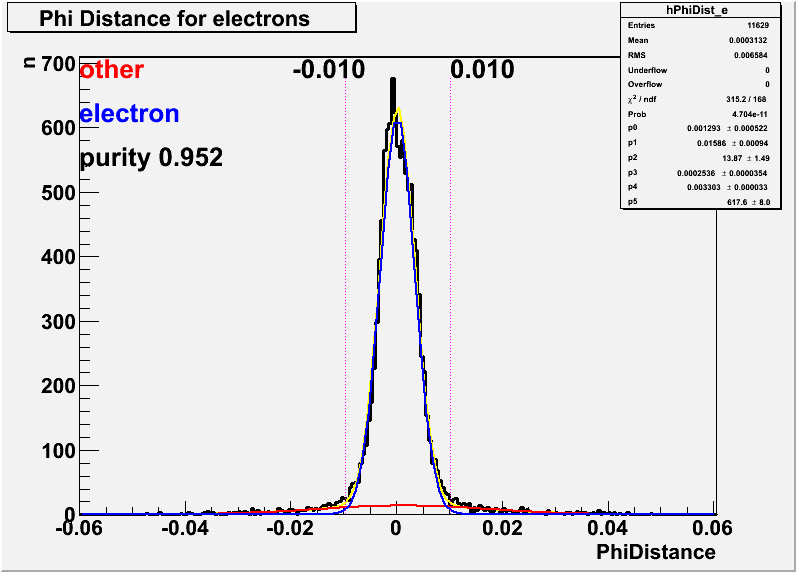 Phi Distance for electrons
hPhiDist_e
Entries 11629
Mean 0.0003132
RMS 0.006584
Underflow 0
Overflow 0
χ² / ndf 315.2 / 168
Prob 4.704e-11
p0 0.001293 ± 0.000522
p1 0.01586 ± 0.00094
p2 13.87 ± 1.49
p3 0.0002536 ± 0.0000354
p4 0.003303 ± 0.000033
p5 617.6 ± 8.0
n
700
600
500
400
300
200
100
0
other
electron
purity 0.952
-0.010 0.010
-0.06 -0.04 -0.02 0 0.02 0.04 0.06
PhiDistance